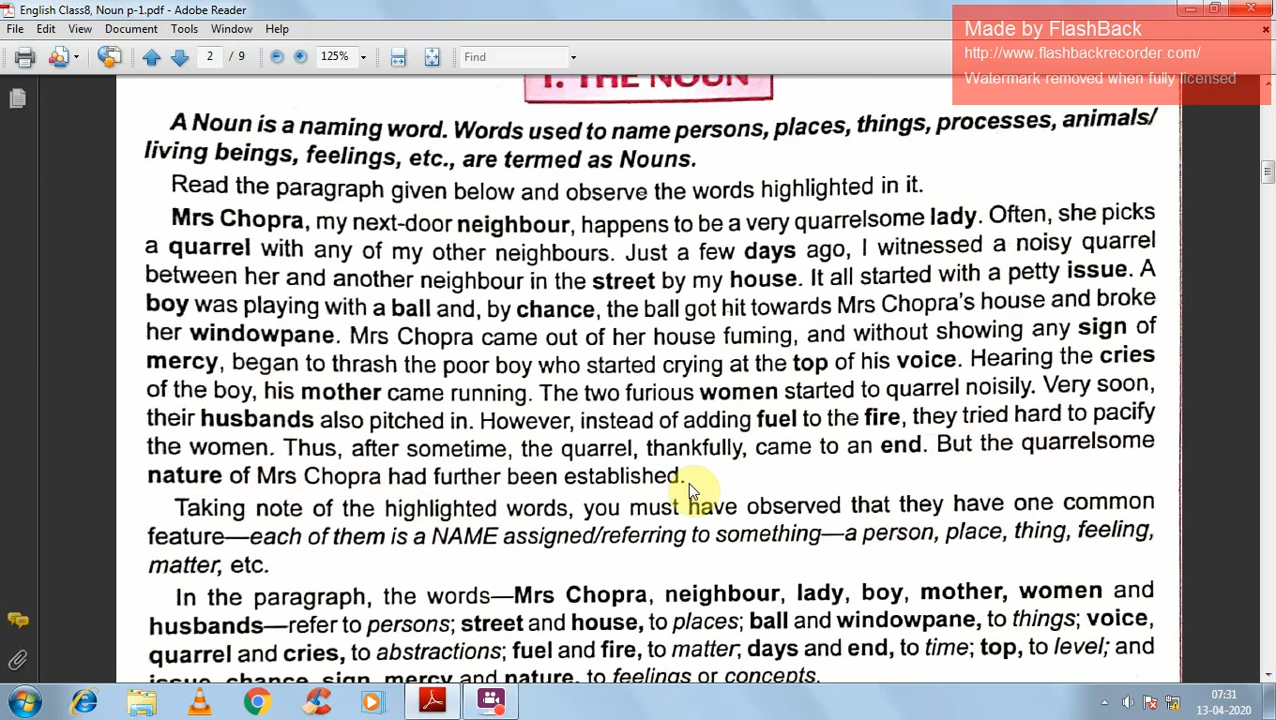 English Class8, Noun p-1.pdf - Adobe Reader
File Edit View Document Tools Window Help
2 / 9 125% Find
Made by FlashBack
http://www.flashbackrecorder.com/
Watermark removed when fully licensed
1. THE NOUN
A Noun is a naming word. Words used to name persons, places, things, processes, animals/
living beings, feelings, etc., are termed as Nouns.
Read the paragraph given below and observe the words highlighted in it.
Mrs Chopra, my next-door neighbour, happens to be a very quarrelsome lady. Often, she picks
a quarrel with any of my other neighbours. Just a few days ago, I witnessed a noisy quarrel
between her and another neighbour in the street by my house. It all started with a petty issue. A
boy was playing with a ball and, by chance, the ball got hit towards Mrs Chopra's house and broke
her windowpane. Mrs Chopra came out of her house fuming, and without showing any sign of
mercy, began to thrash the poor boy who started crying at the top of his voice. Hearing the cries
of the boy, his mother came running. The two furious women started to quarrel noisily. Very soon,
their husbands also pitched in. However, instead of adding fuel to the fire, they tried hard to pacify
the women. Thus, after sometime, the quarrel, thankfully, came to an end. But the quarrelsome
nature of Mrs Chopra had further been established.
Taking note of the highlighted words, you must have observed that they have one common
feature—each of them is a NAME assigned/referring to something—a person, place, thing, feeling,
matter, etc.
In the paragraph, the words—Mrs Chopra, neighbour, lady, boy, mother, women and
husbands—refer to persons; street and house, to places; ball and windowpane, to things; voice,
quarrel and cries, to abstractions; fuel and fire, to matter; days and end, to time; top, to level; and
issue, chance, sign, mercy and nature, to feelings or concepts.
07:31
13-04-2020